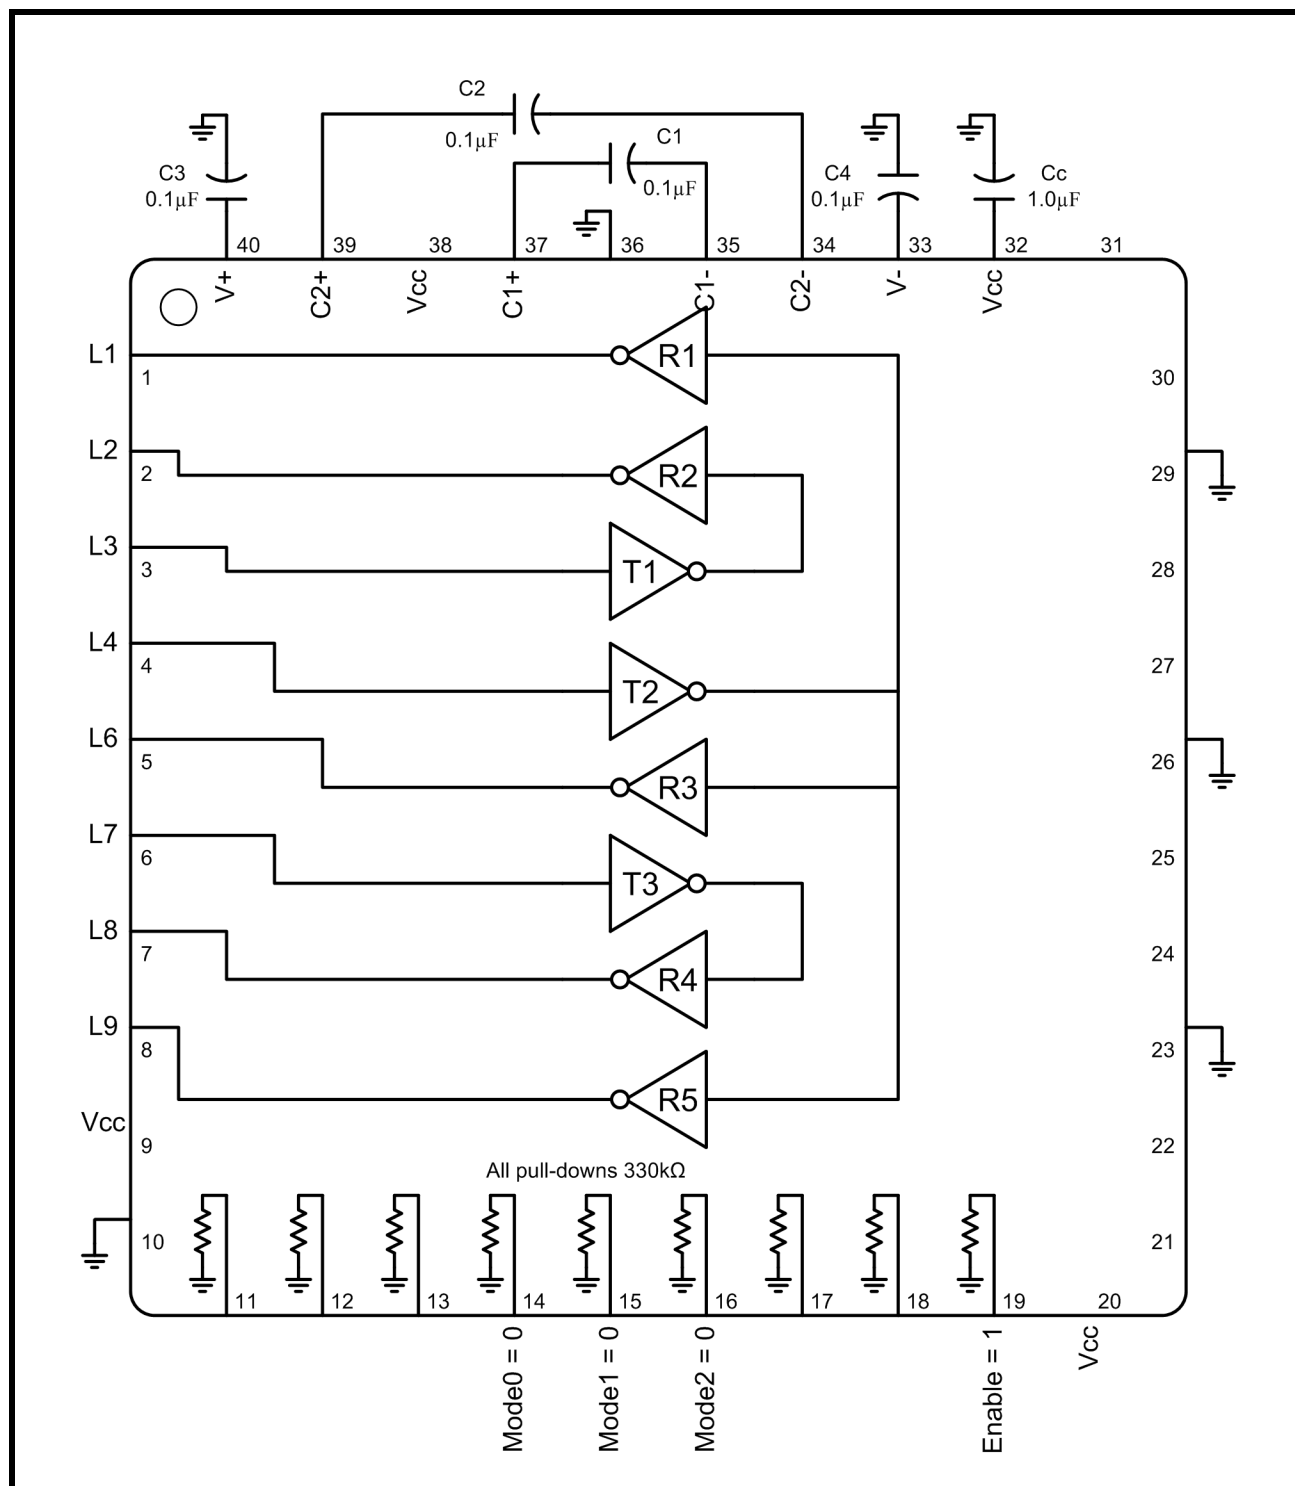 C2
0.1µF
C1
0.1µF
C3
0.1µF
C4
0.1µF
Cc
1.0µF
40
39
38
37
36
35
34
33
32
31
V+
C2+
Vcc
C1+
C1-
C2-
V-
Vcc
L1
1
R1
30
L2
2
R2
29
L3
3
T1
28
L4
4
T2
27
L6
5
R3
26
L7
6
T3
25
L8
7
R4
24
L9
8
R5
23
Vcc
9
22
All pull-downs 330kΩ
10
21
11
12
13
14
15
16
17
18
19
20
Mode0 = 0
Mode1 = 0
Mode2 = 0
Enable = 1
Vcc